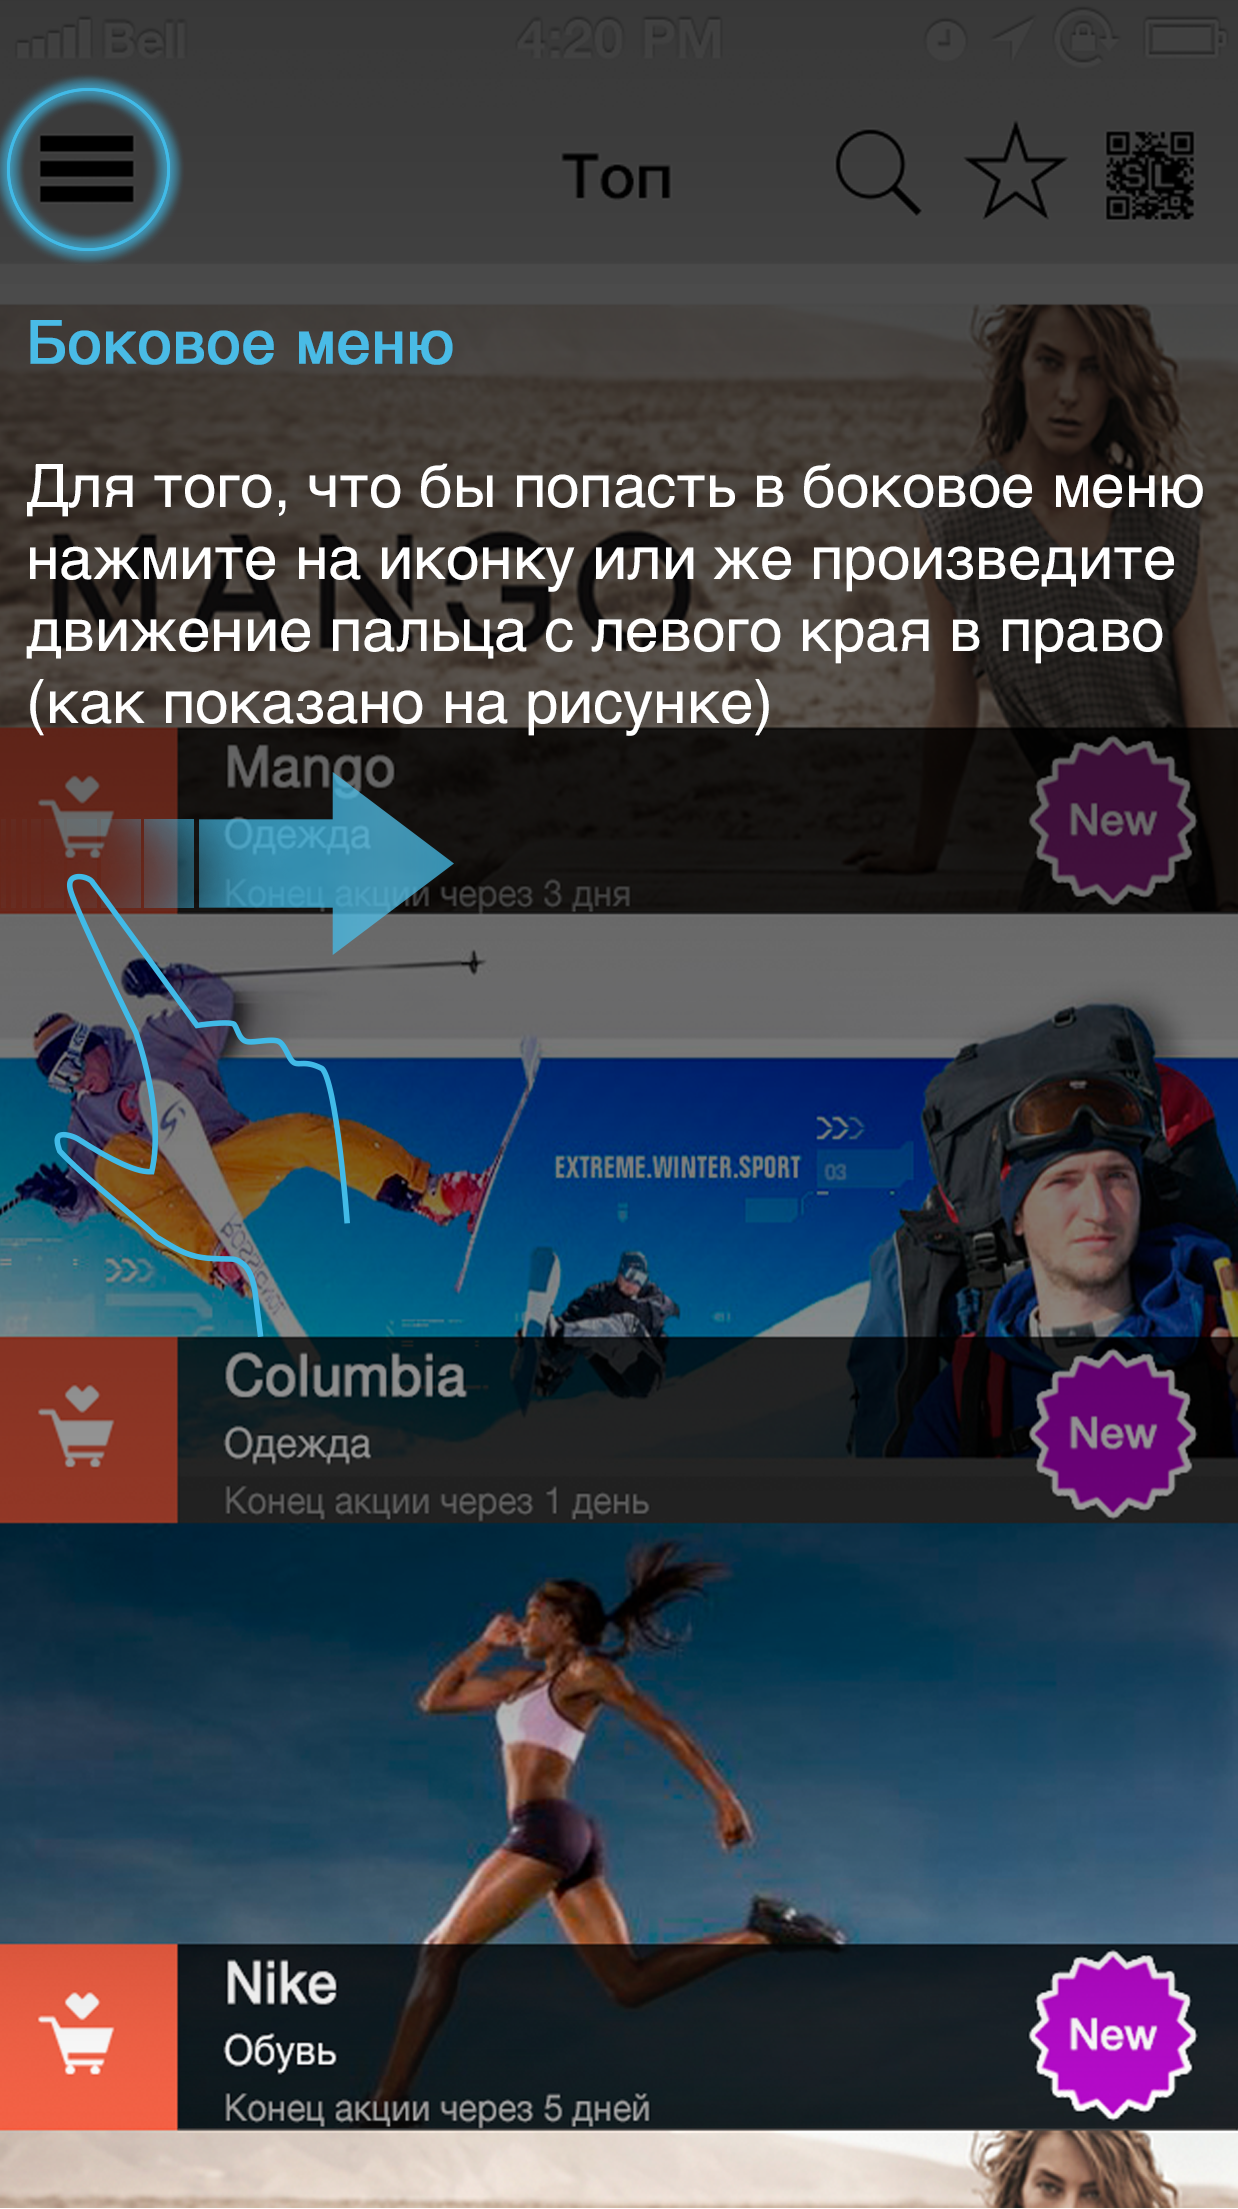 Bell 4:20 PM
Топ
SL
Боковое меню
Для того, что бы попасть в боковое меню
нажмите на иконку или же произведите
движение пальца с левого края в право
(как показано на рисунке)
MANGO
Mango
Одежда
Конец акции через 3 дня
New
EXTREME.WINTER.SPORT
03
Columbia
Одежда
Конец акции через 1 день
New
Nike
Обувь
Конец акции через 5 дней
New